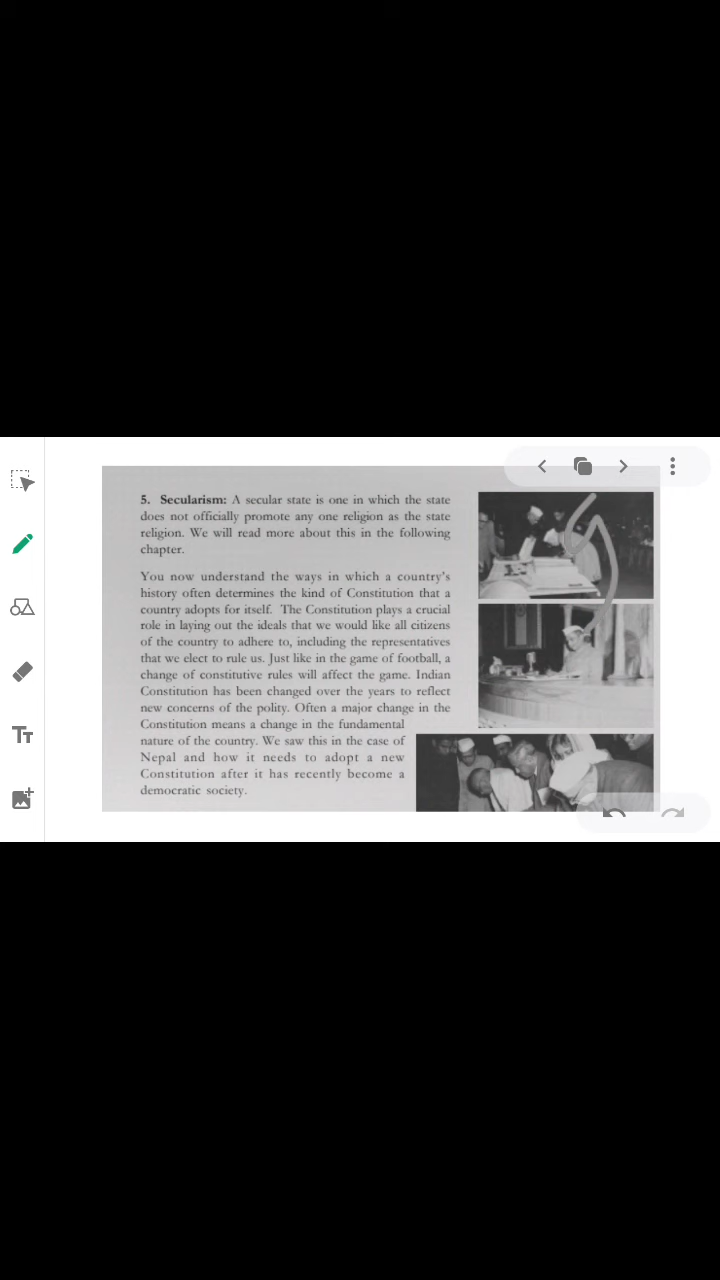 5. Secularism: A secular state is one in which the state
does not officially promote any one religion as the state
religion. We will read more about this in the following
chapter.
You now understand the ways in which a country's
history often determines the kind of Constitution that a
country adopts for itself. The Constitution plays a crucial
role in laying out the ideals that we would like all citizens
of the country to adhere to, including the representatives
that we elect to rule us. Just like in the game of football, a
change of constitutive rules will affect the game. Indian
Constitution has been changed over the years to reflect
new concerns of the polity. Often a major change in the
Constitution means a change in the fundamental
nature of the country. We saw this in the case of
Nepal and how it needs to adopt a new
Constitution after it has recently become a
democratic society.